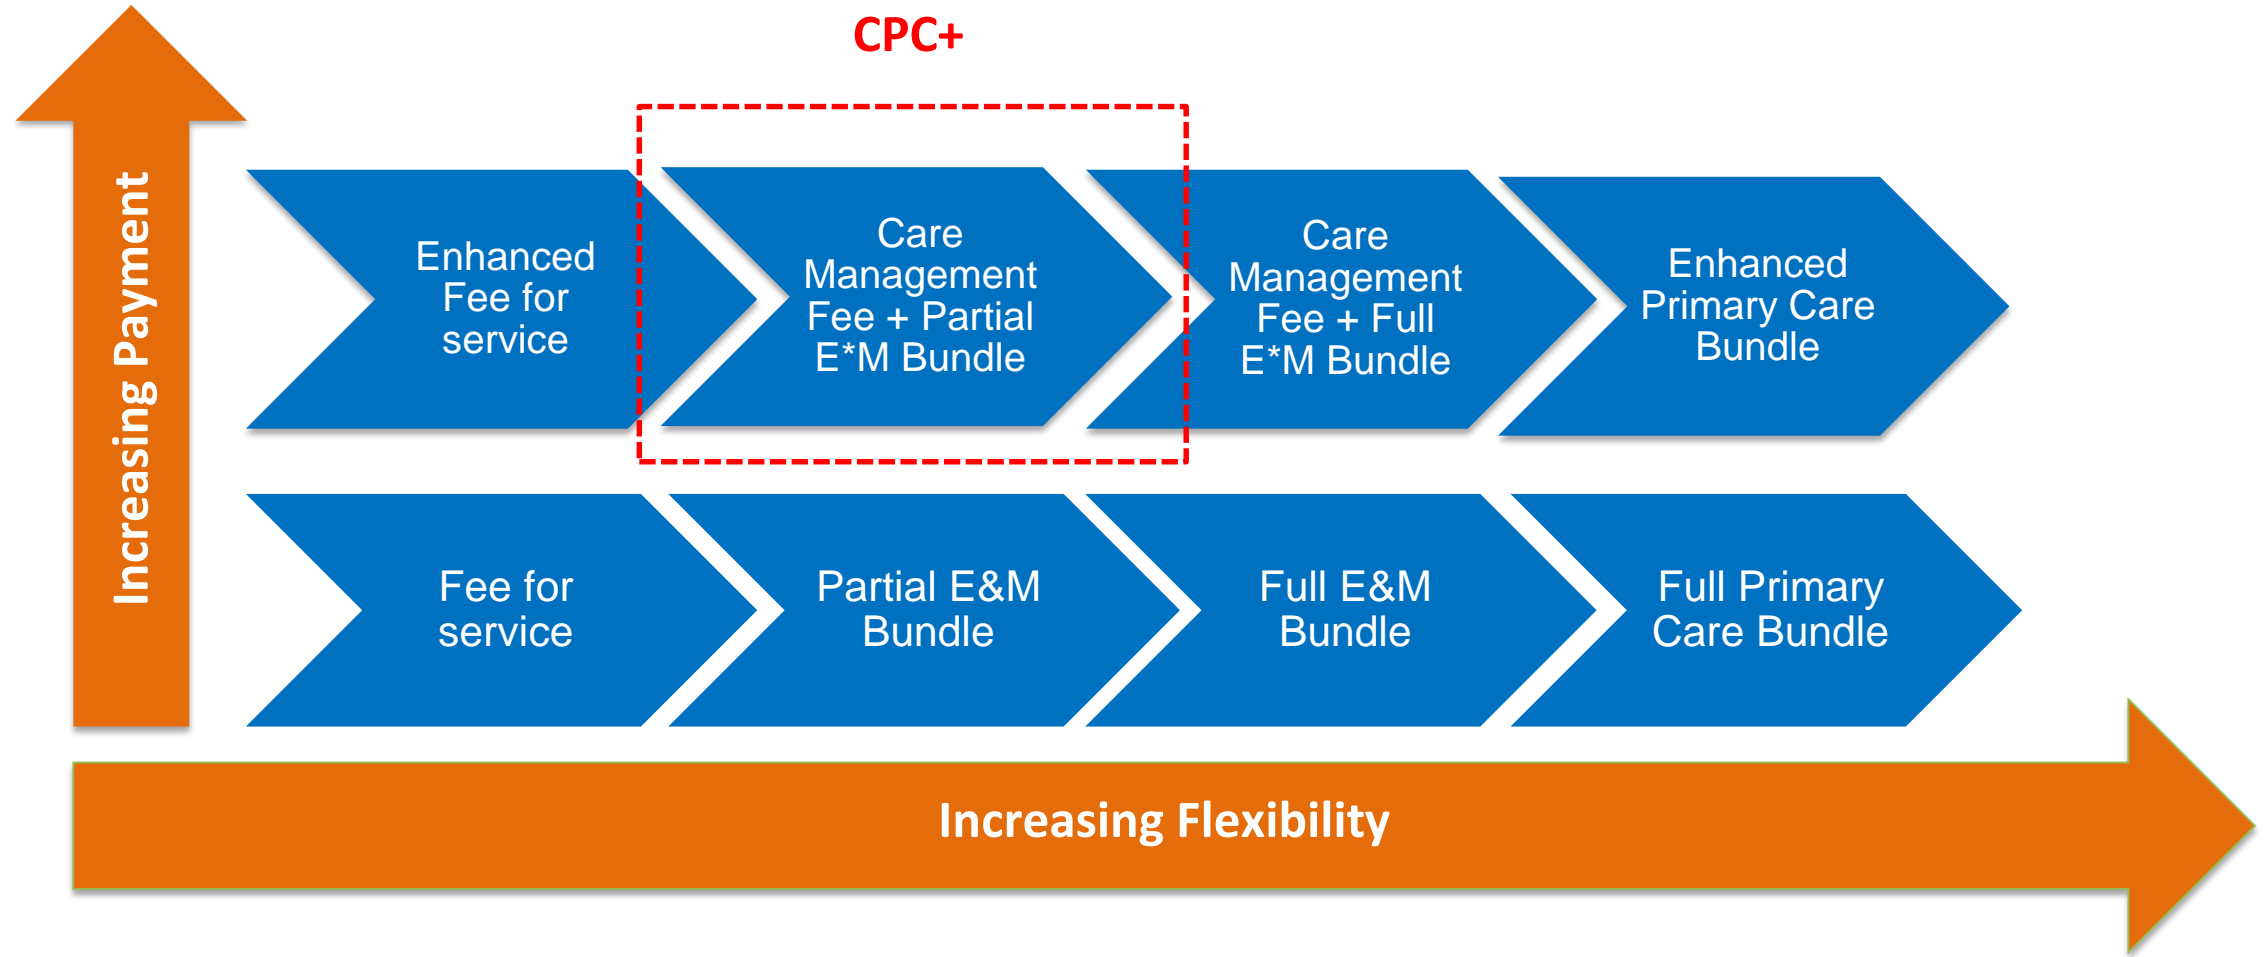 CPC+
Increasing Payment
Enhanced
Fee for
service
Care
Management
Fee + Partial
E*M Bundle
Care
Management
Fee + Full
E*M Bundle
Enhanced
Primary Care
Bundle
Fee for
service
Partial E&M
Bundle
Full E&M
Bundle
Full Primary
Care Bundle
Increasing Flexibility